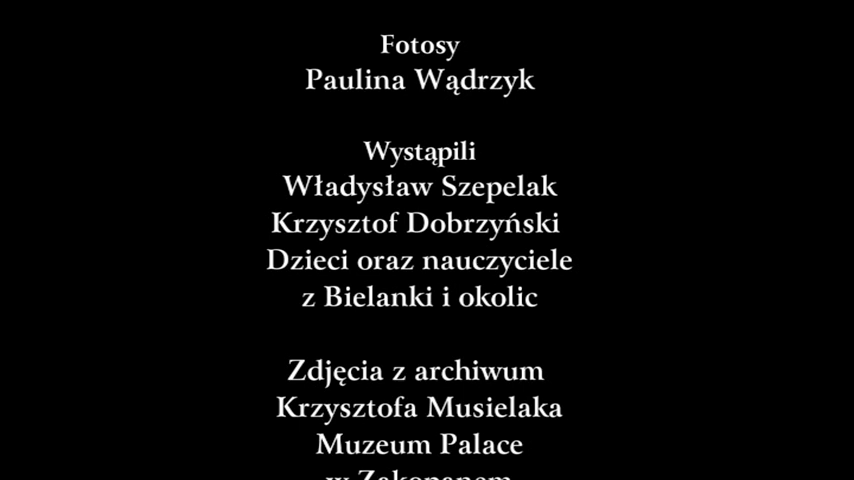 Fotosy
Paulina Wądrzyk
Wystąpili
Władysław Szepelak
Krzysztof Dobrzyński
Dzieci oraz nauczyciele
z Bielanki i okolic
Zdjęcia z archiwum
Krzysztofa Musielaka
Muzeum Palace
w Zakopanem